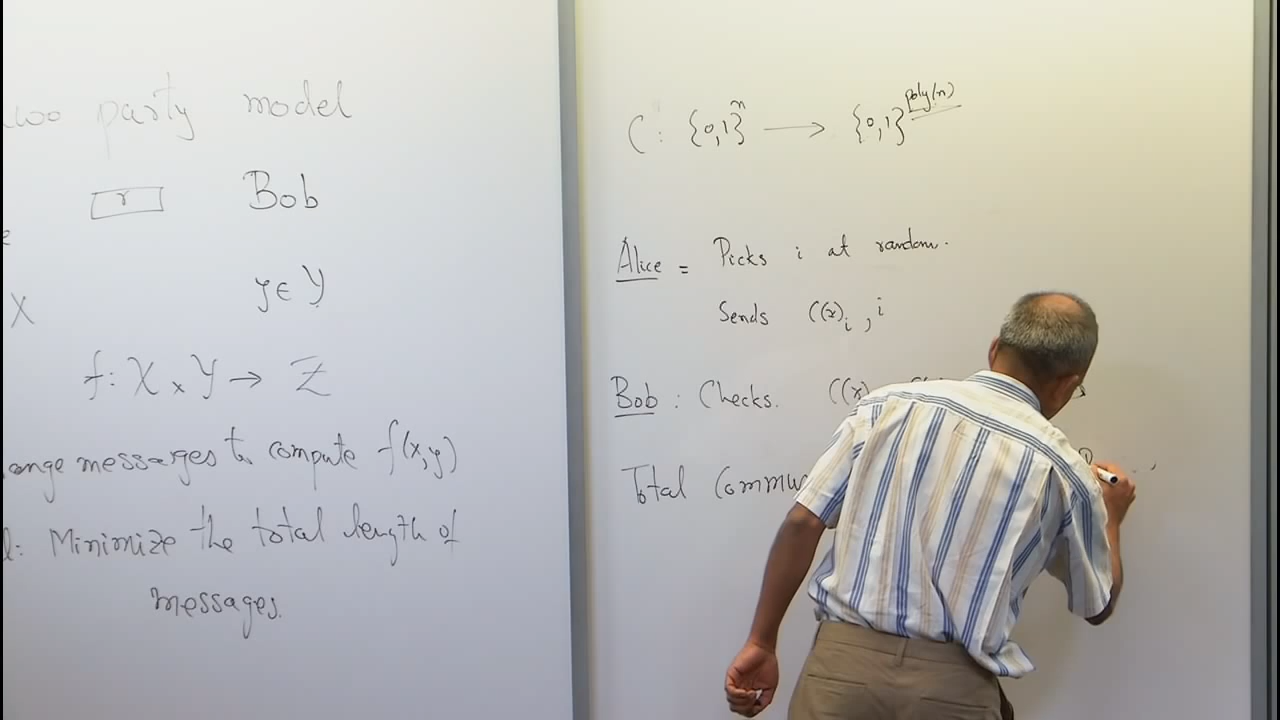 party model
r Bob
X y ∈ Y
f: X × Y → Z
messages to compute f(x,y)
Minimize the total length of
messages.
C: {0,1}^n → {0,1}^poly(n)
Alice = Picks i at random.
Sends C(x)_i , i
Bob : Checks. C(x)
Total